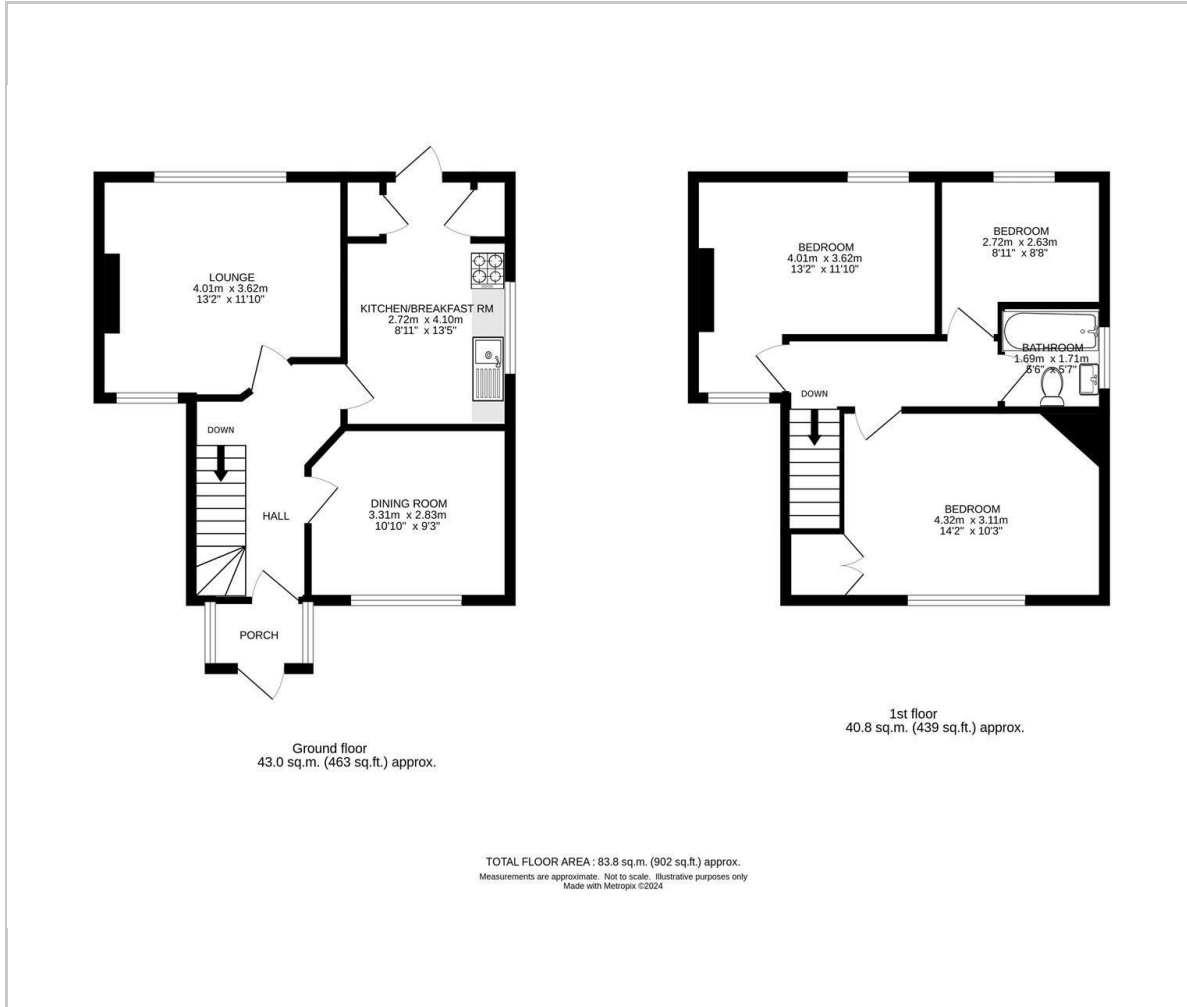 LOUNGE
4.01m x 3.62m
13'2" x 11'10"
KITCHEN/BREAKFAST RM
2.72m x 4.10m
8'11" x 13'5"
DOWN
HALL
DINING ROOM
3.31m x 2.83m
10'10" x 9'3"
PORCH
Ground floor
43.0 sq.m. (463 sq.ft.) approx.
BEDROOM
4.01m x 3.62m
13'2" x 11'10"
BEDROOM
2.72m x 2.63m
8'11" x 8'8"
BATHROOM
1.69m x 1.71m
5'6" x 5'7"
DOWN
BEDROOM
4.32m x 3.11m
14'2" x 10'3"
1st floor
40.8 sq.m. (439 sq.ft.) approx.
TOTAL FLOOR AREA : 83.8 sq.m. (902 sq.ft.) approx.
Measurements are approximate. Not to scale. Illustrative purposes only
Made with Metropix ©2024